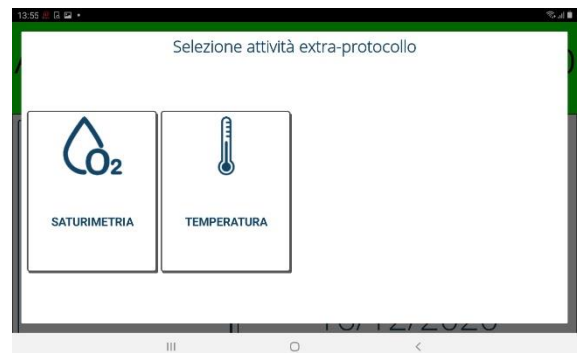 13:55
Selezione attività extra-protocollo
O2
SATURIMETRIA
TEMPERATURA